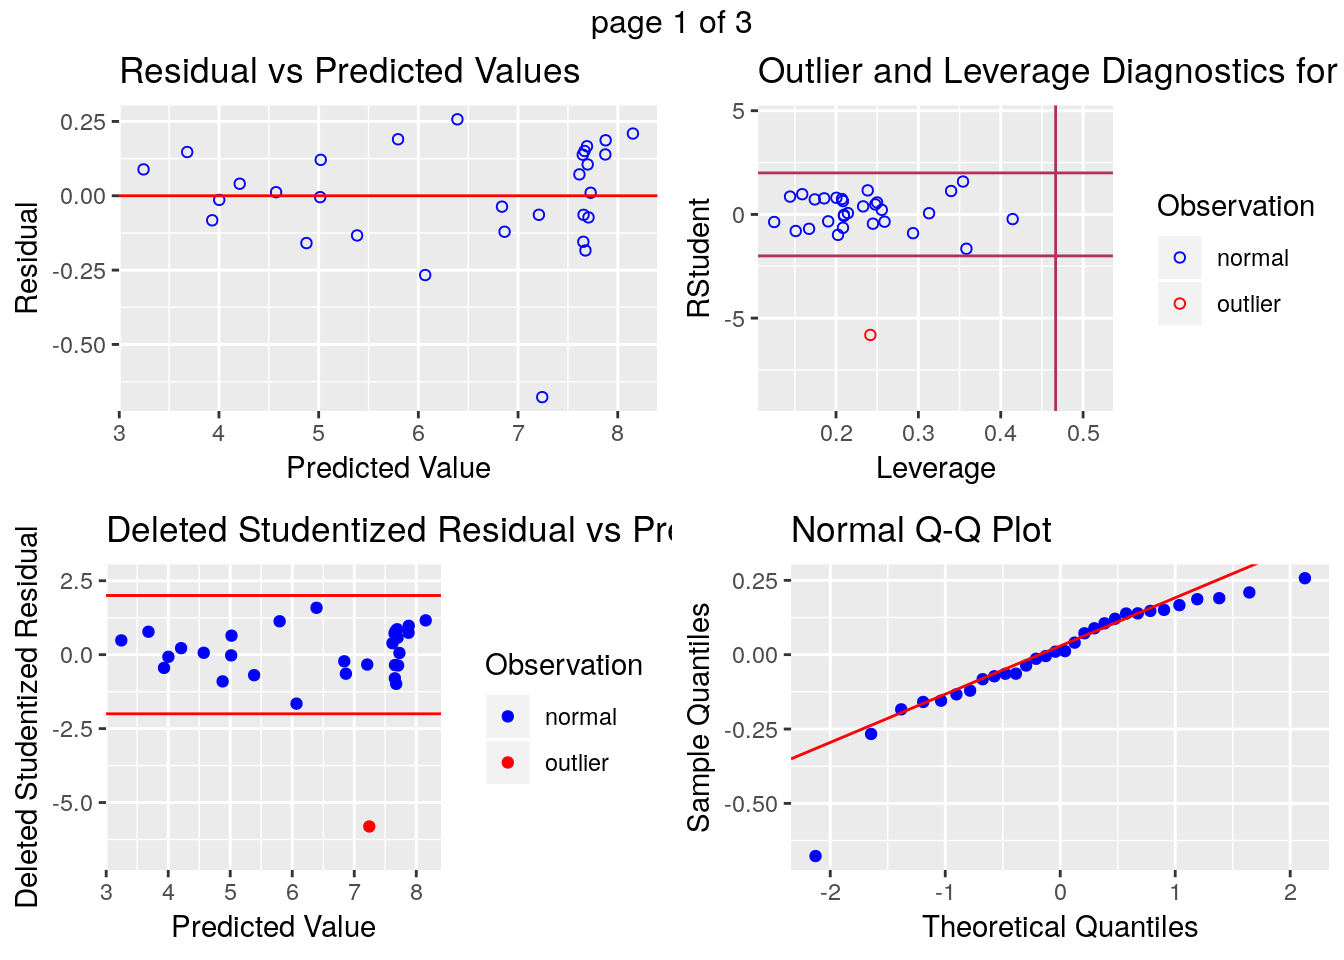 page 1 of 3
Residual vs Predicted Values
Residual
0.25
0.00
-0.25
-0.50
3 4 5 6 7 8
Predicted Value
Outlier and Leverage Diagnostics for
RStudent
5
0
-5
0.2 0.3 0.4 0.5
Leverage
Observation
normal
outlier
Deleted Studentized Residual vs Pre
Deleted Studentized Residual
2.5
0.0
-2.5
-5.0
3 4 5 6 7 8
Predicted Value
Observation
normal
outlier
Normal Q-Q Plot
Sample Quantiles
0.25
0.00
-0.25
-0.50
-2 -1 0 1 2
Theoretical Quantiles